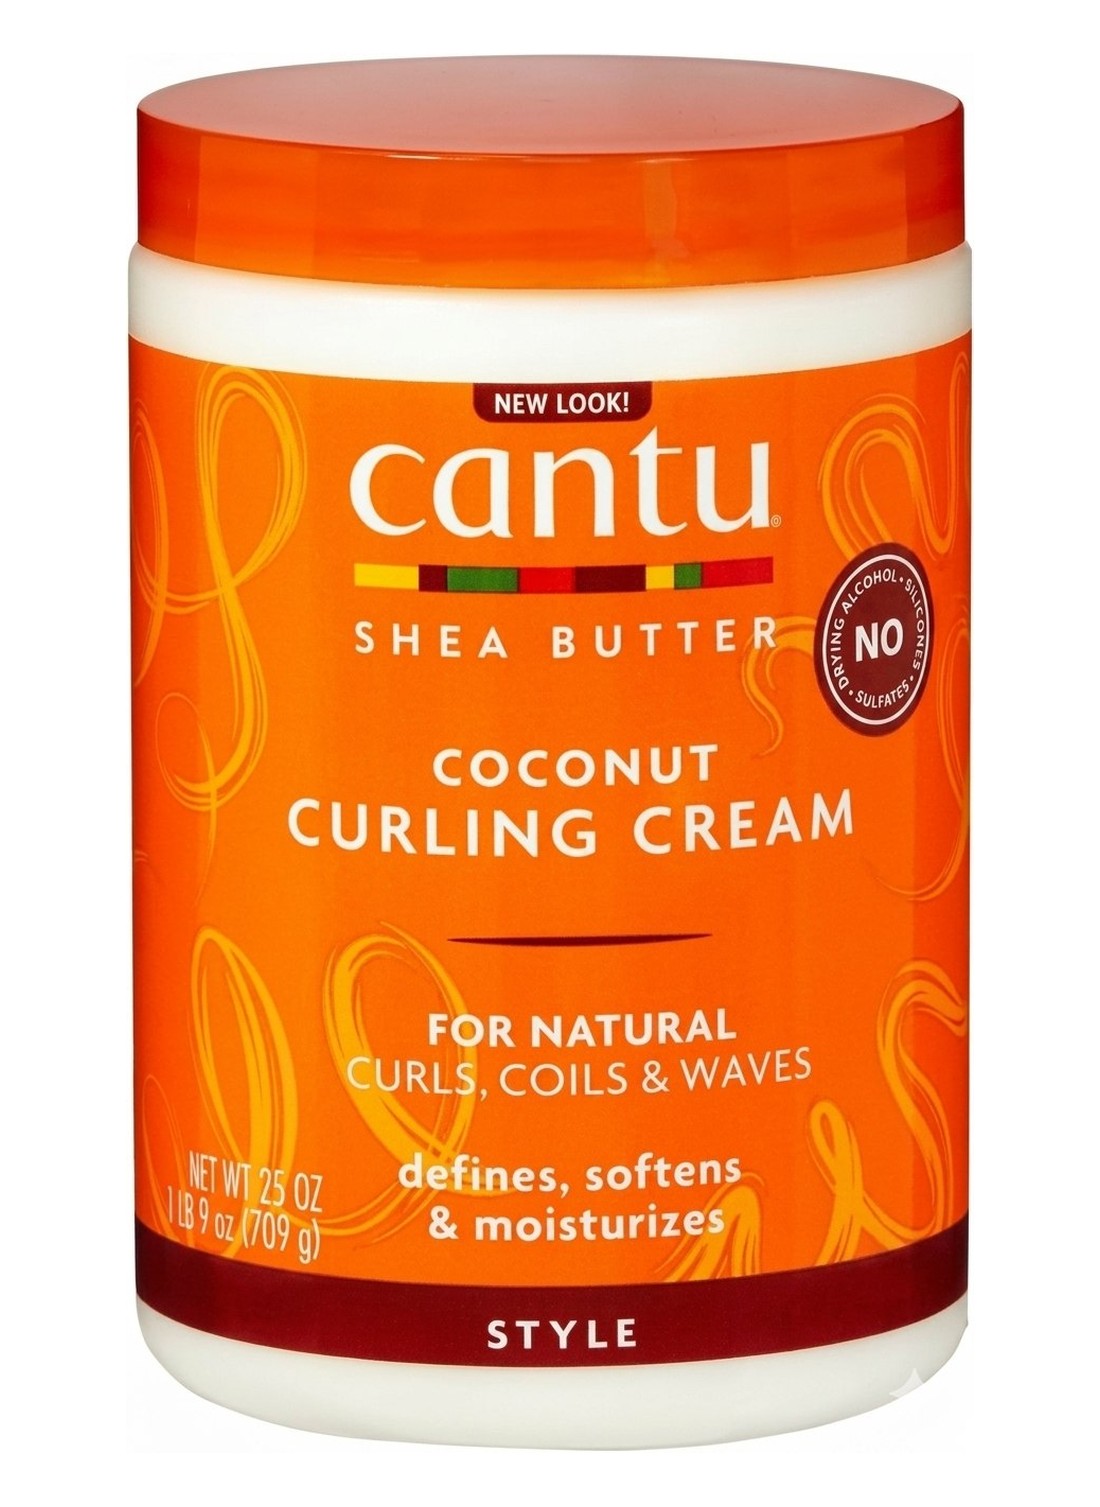 NEW LOOK!
cantu®
SHEA BUTTER
NO
DRYING ALCOHOL • SILICONES • SULFATES •
COCONUT
CURLING CREAM
FOR NATURAL
CURLS, COILS & WAVES
defines, softens
& moisturizes
NET WT 25 OZ
1 LB 9 oz (709 g)
STYLE